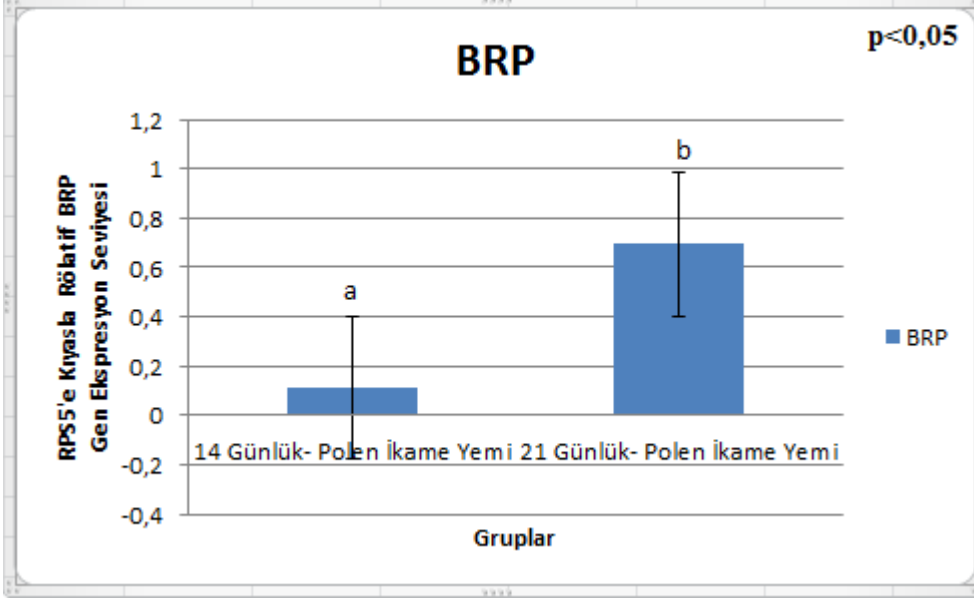 BRP
p<0,05
RPS5'e Kıyasla Rölatif BRP
Gen Ekspresyon Seviyesi
1,2
1
0,8
0,6
0,4
0,2
0
-0,2
-0,4
a
b
14 Günlük- Polen İkame Yemi
21 Günlük- Polen İkame Yemi
Gruplar
BRP